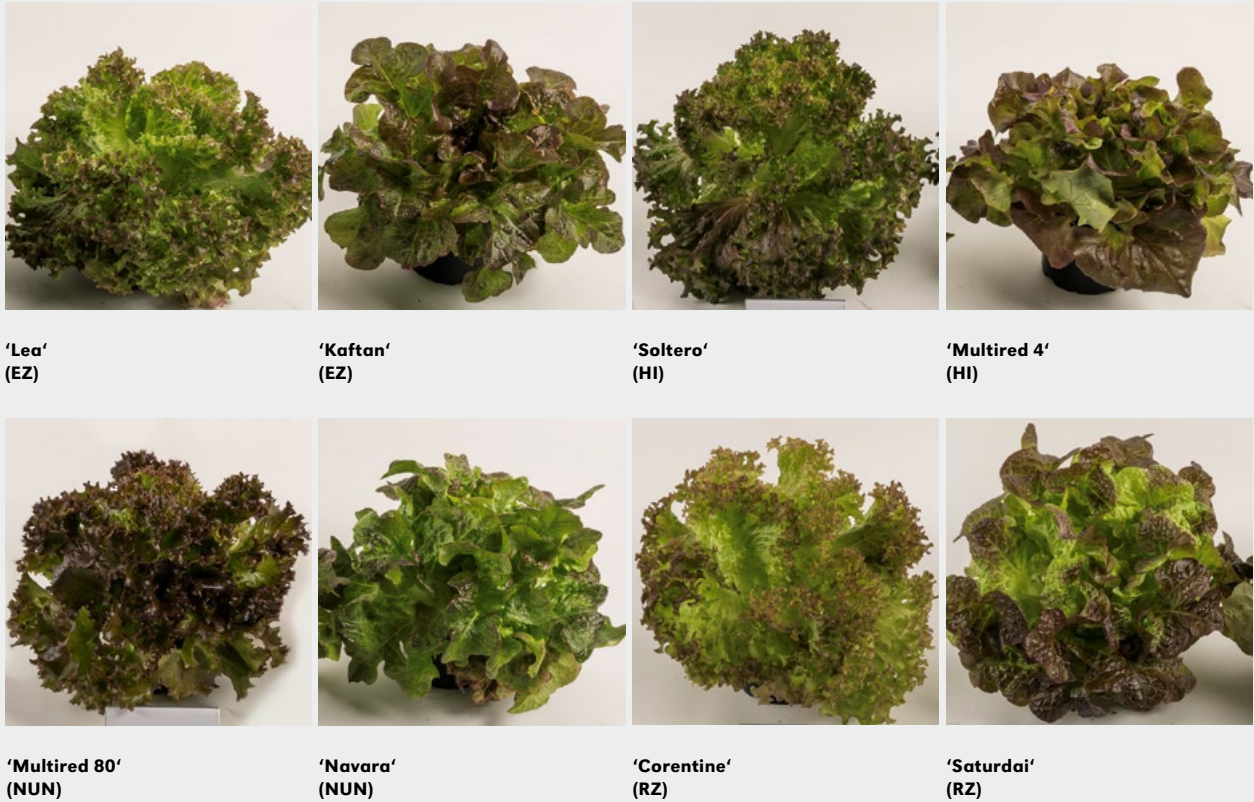 ‘Lea‘
(EZ)
‘Kaftan‘
(EZ)
‘Soltero‘
(HI)
‘Multired 4‘
(HI)
‘Multired 80‘
(NUN)
‘Navara‘
(NUN)
‘Corentine‘
(RZ)
‘Saturdai‘
(RZ)